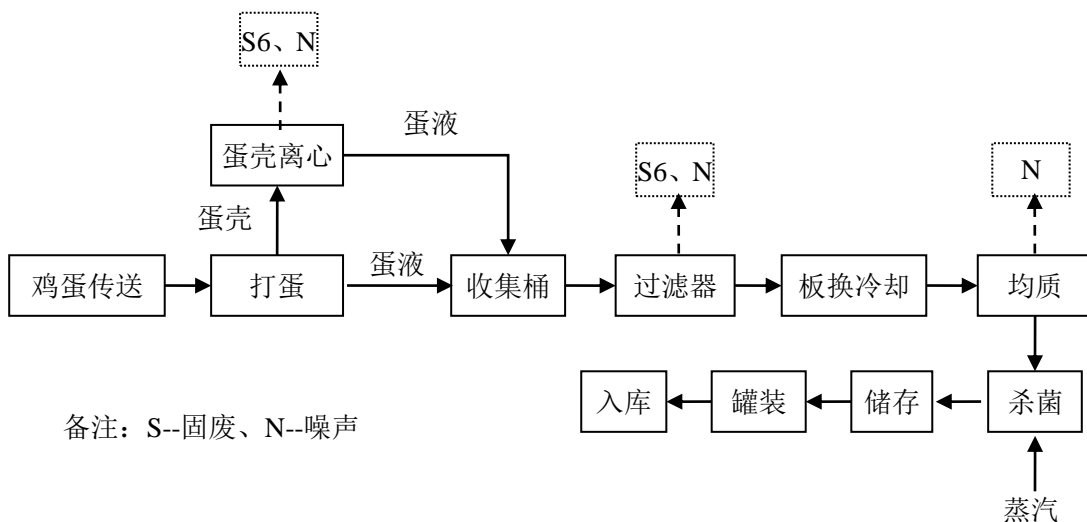 S6、N
蛋液
蛋壳离心
S6、N
N
蛋壳
蛋液
鸡蛋传送
打蛋
收集桶
过滤器
板换冷却
均质
入库
罐装
储存
杀菌
备注：S--固废、N--噪声
蒸汽